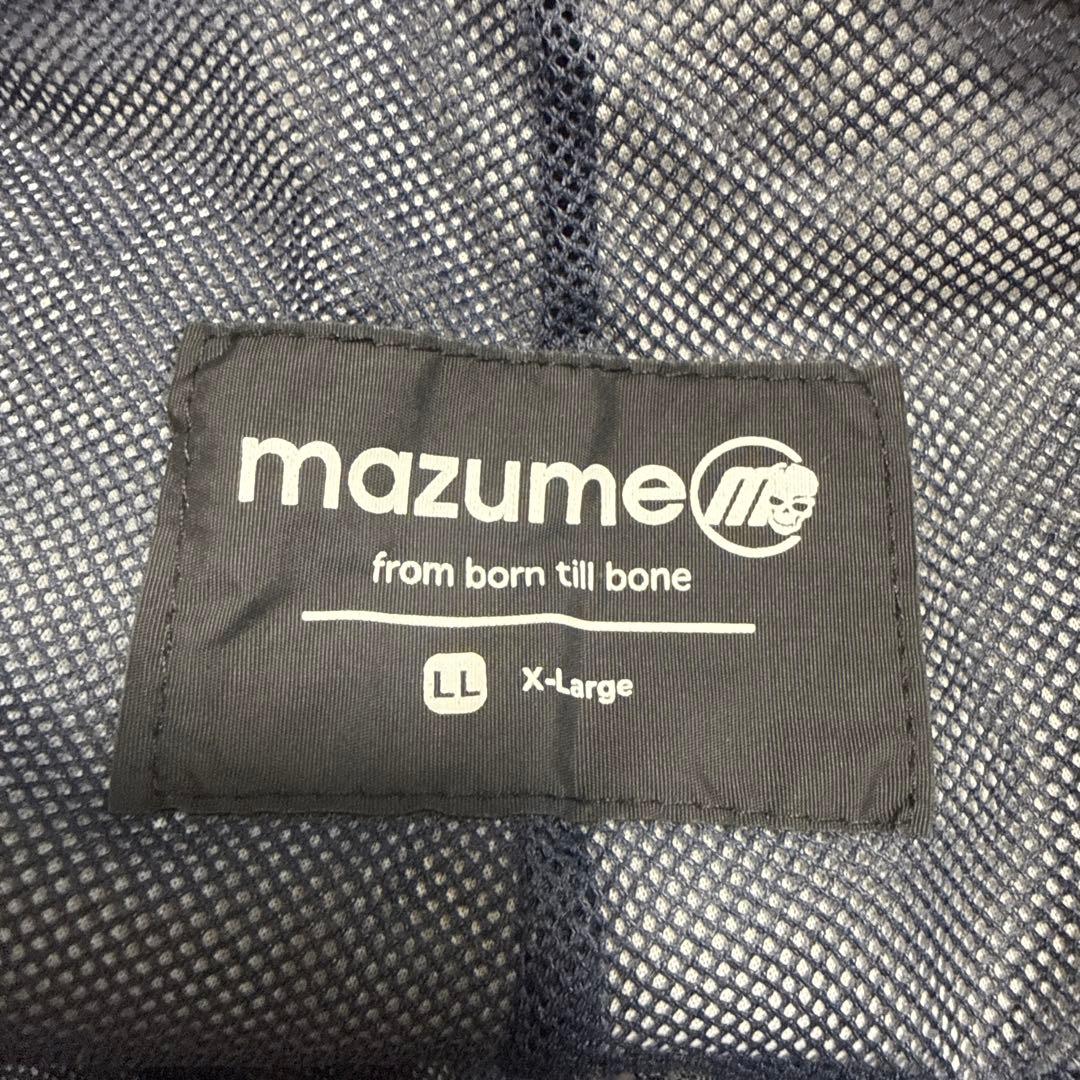 mazume m
from born till bone
LL X-Large